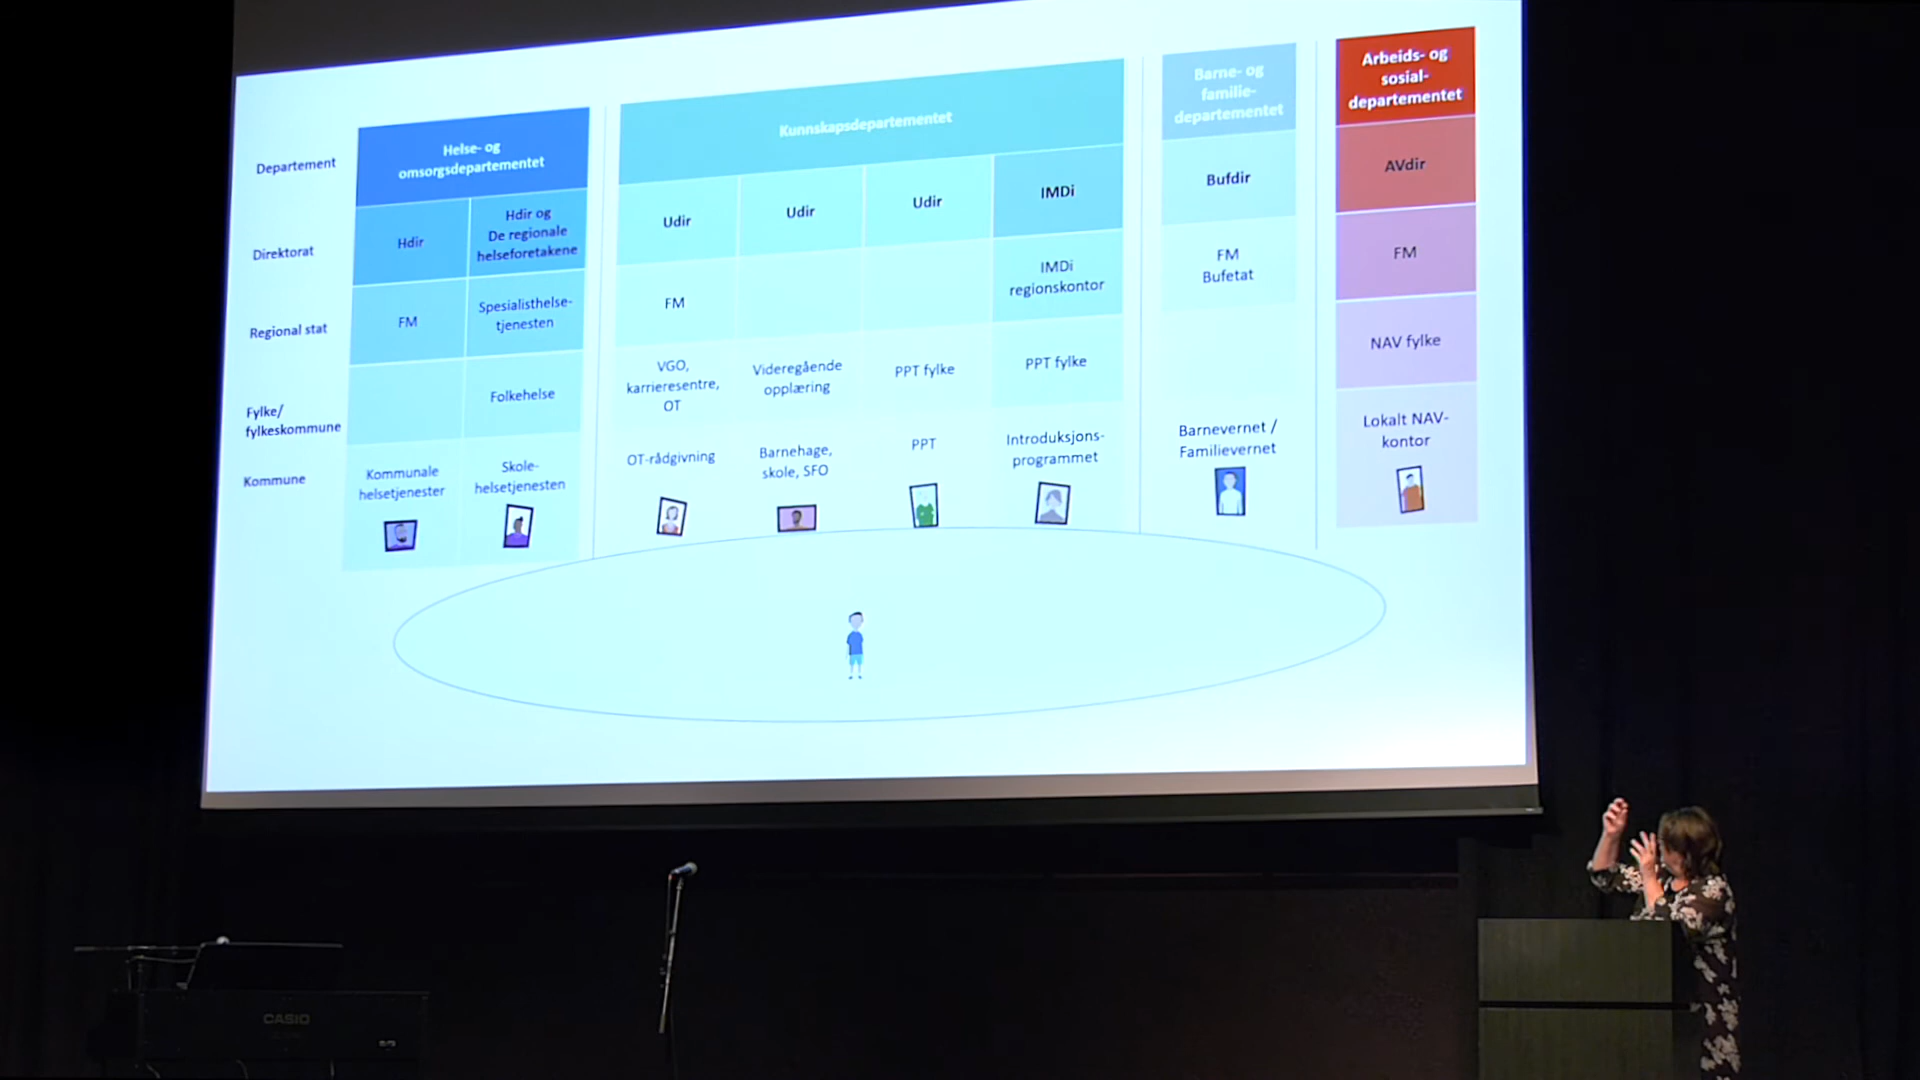 Departement
Helse- og
omsorgsdepartementet
Kunnskapsdepartementet
Barne- og
familie-
departementet
Arbeids- og
sosial-
departementet
Direktorat
Hdir
Hdir og
De regionale
helseforetakene
Udir
Udir
Udir
IMDi
Bufdir
AVdir
Regional stat
FM
Spesialisthelse-
tjenesten
FM
IMDi
regionskontor
FM
Bufetat
FM
Fylke/
fylkeskommune
Folkehelse
VGO,
karrieresentre,
OT
Videregående
opplæring
PPT fylke
PPT fylke
NAV fylke
Kommune
Kommunale
helsetjenester
Skole-
helsetjenesten
OT-rådgivning
Barnehage,
skole, SFO
PPT
Introduksjons-
programmet
Barnevernet /
Familievernet
Lokalt NAV-
kontor
CASIO